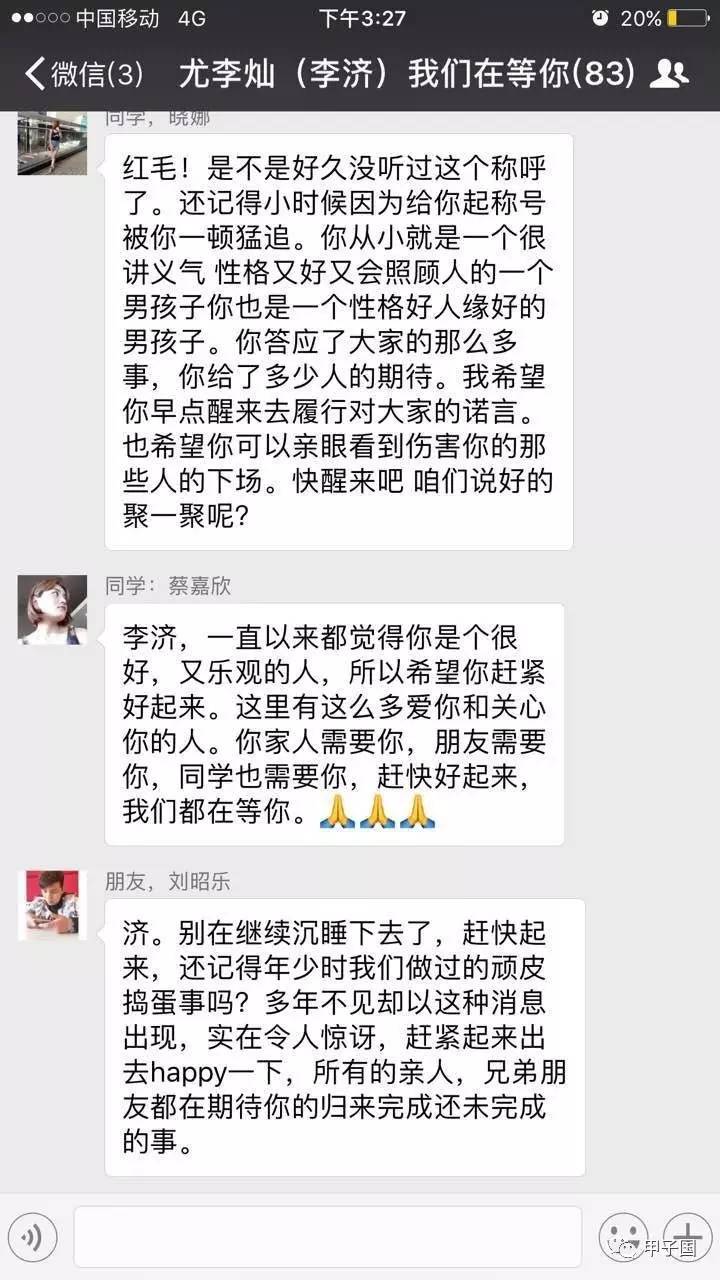 中国移动 4G 下午3:27 20%
微信(3) 尤李灿（李济）我们在等你(83)
同学，晓娜
红毛！是不是好久没听过这个称呼
了。还记得小时候因为给你起称号
被你一顿猛追。你从小就是一个很
讲义气 性格又好又会照顾人的一个
男孩子你也是一个性格好人缘好的
男孩子。你答应了大家的那么多
事，你给了多少人的期待。我希望
你早点醒来去履行对大家的诺言。
也希望你可以亲眼看到伤害你的那
些人的下场。快醒来吧 咱们说好的
聚一聚呢？
同学：蔡嘉欣
李济，一直以来都觉得你是个很
好，又乐观的人，所以希望你赶紧
好起来。这里有这么多爱你和关心
你的人。你家人需要你，朋友需要
你，同学也需要你，赶快好起来，
我们都在等你。🙏🙏🙏
朋友，刘昭乐
济。别在继续沉睡下去了，赶快起
来，还记得年少时我们做过的顽皮
捣蛋事吗？多年不见却以这种消息
出现，实在令人惊讶，赶紧起来出
去happy一下，所有的亲人，兄弟朋
友都在期待你的归来完成还未完成
的事。
甲子国